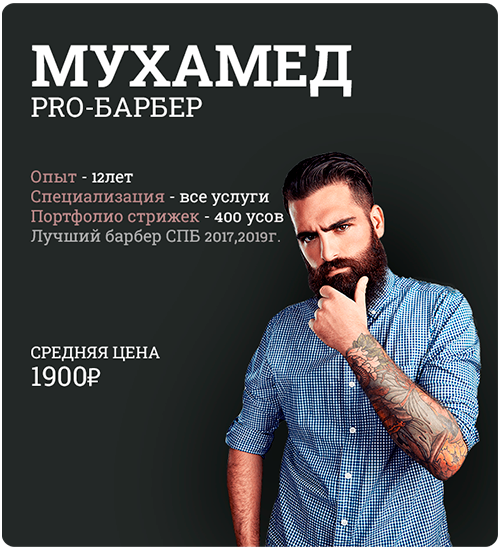 МУХАМЕД
PRO-БАРБЕР
Опыт - 12лет
Специализация - все услуги
Портфолио стрижек - 400 усов
Лучший барбер СПБ 2017,2019г.
СРЕДНЯЯ ЦЕНА
1900₽